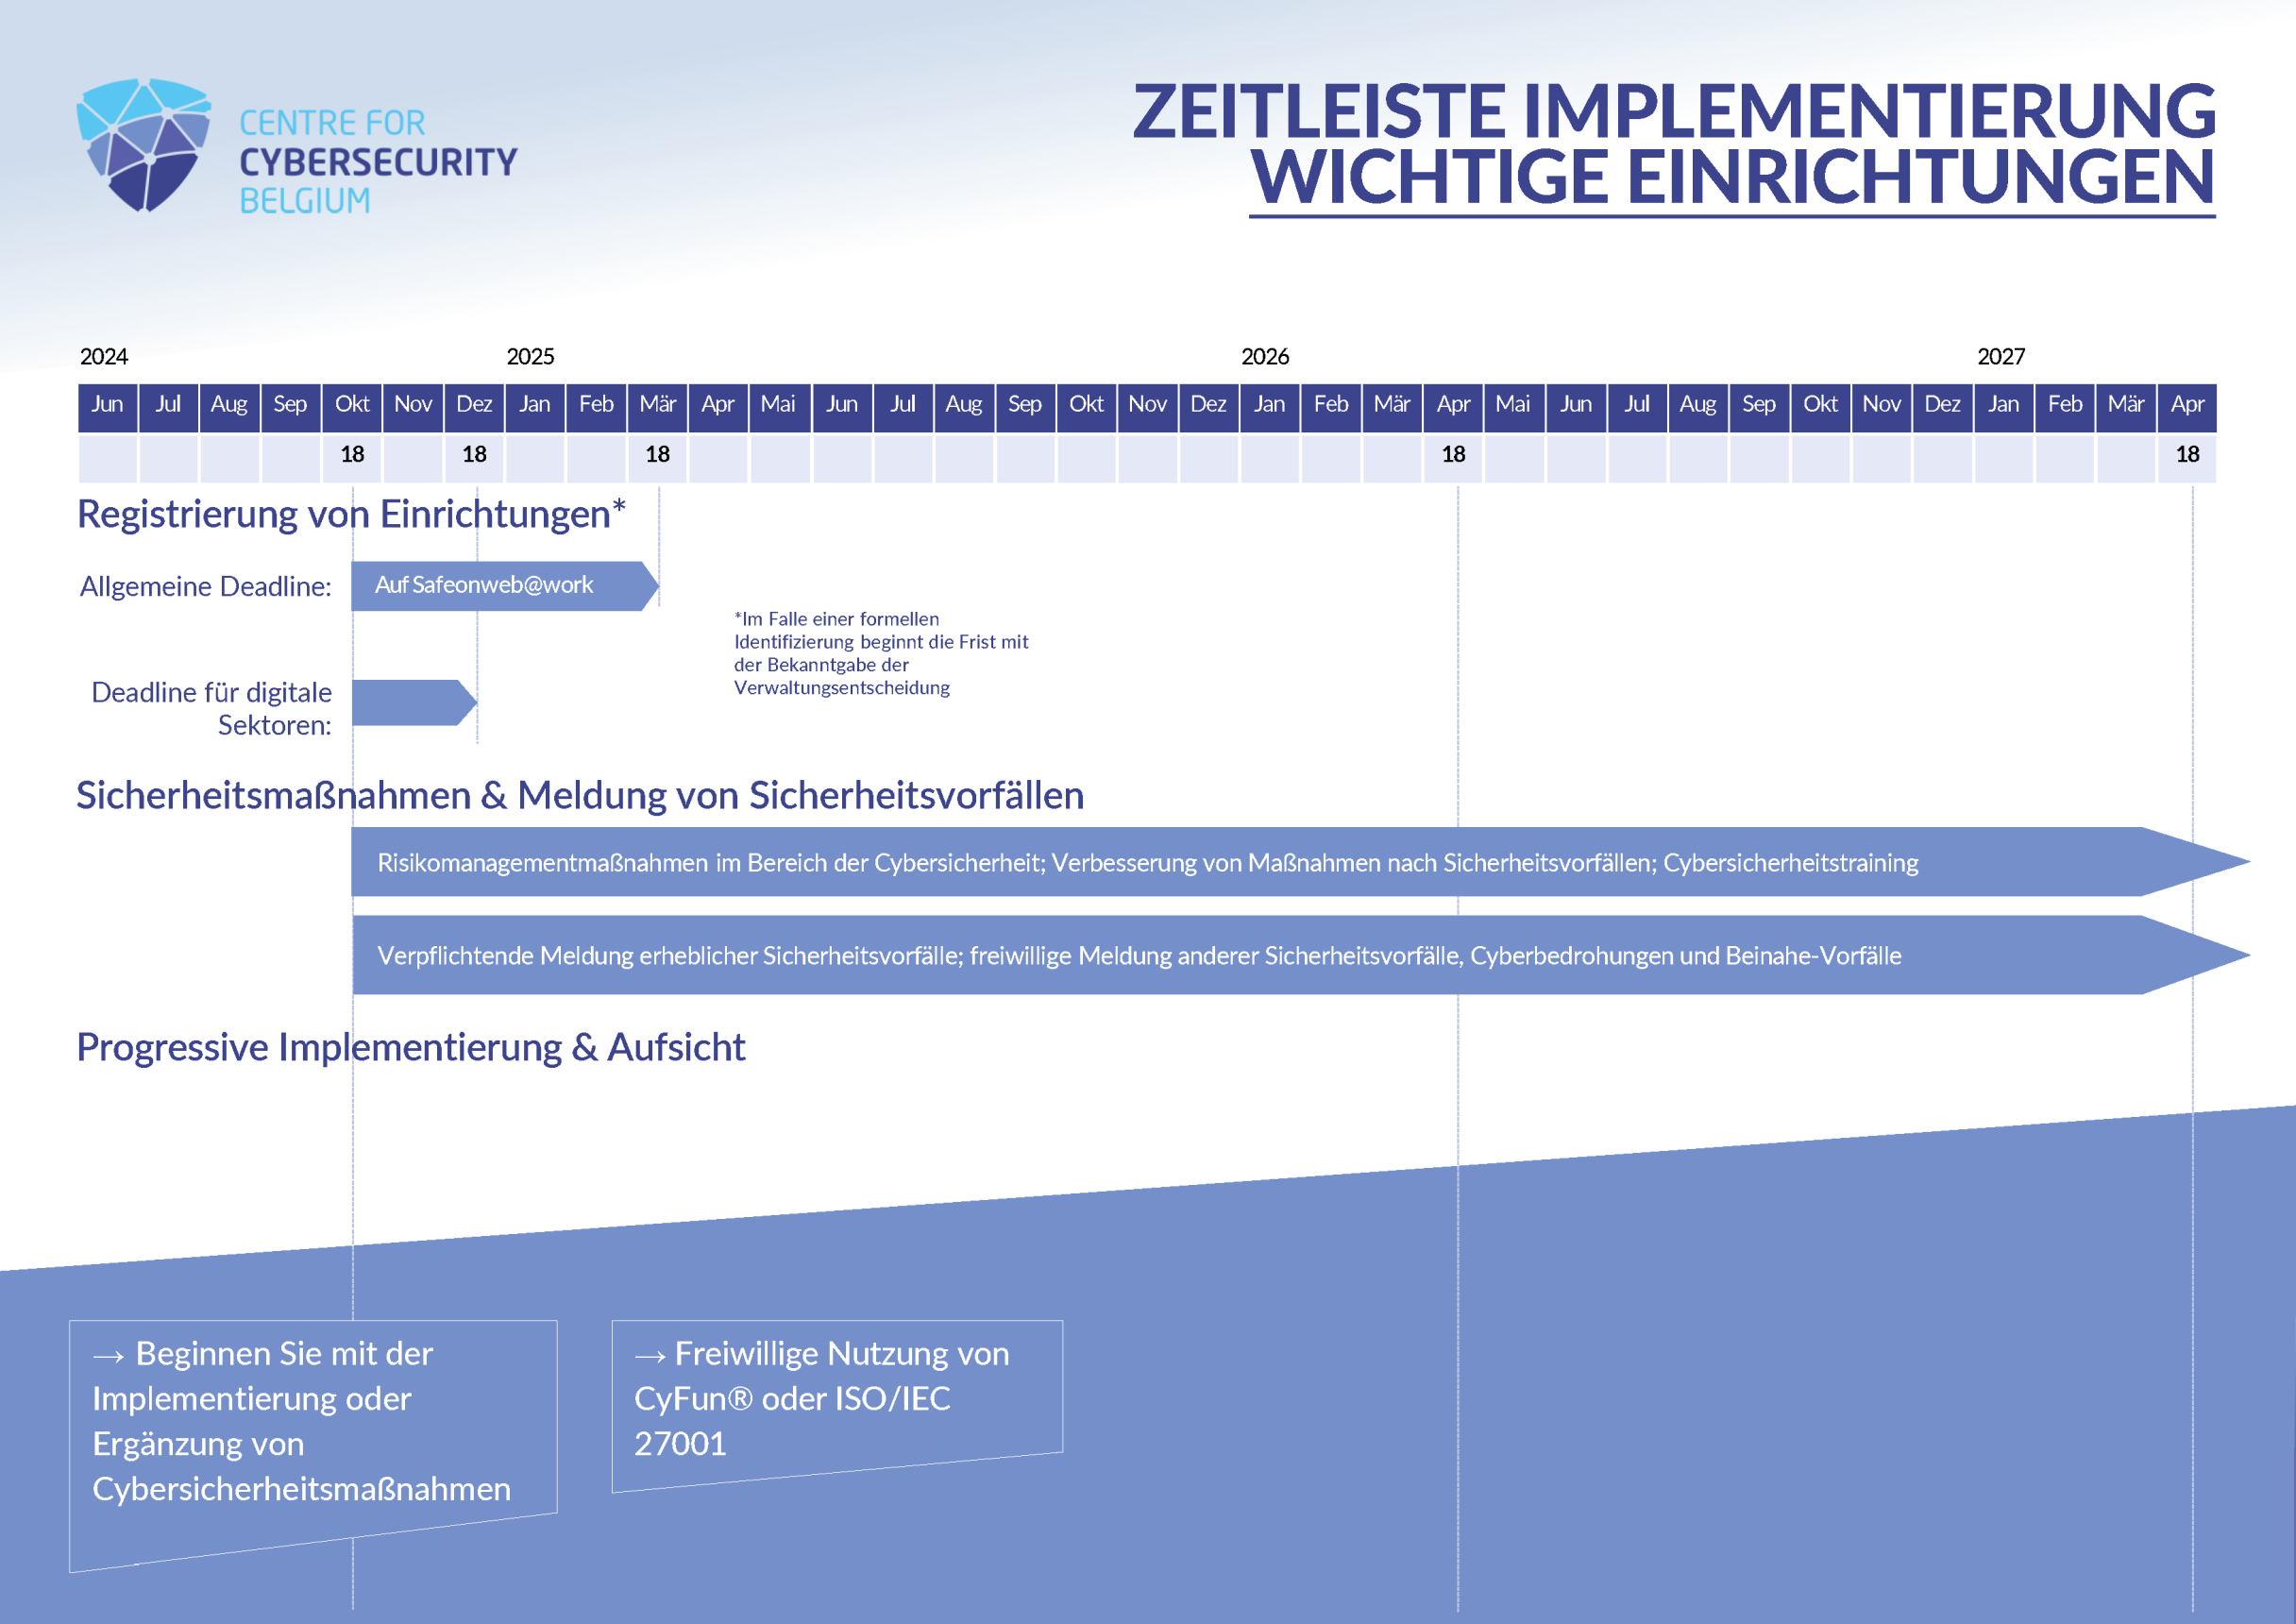 CENTRE FOR
CYBERSECURITY
BELGIUM
ZEITLEISTE IMPLEMENTIERUNG
WICHTIGE EINRICHTUNGEN
2024 2025 2026 2027
Jun Jul Aug Sep Okt Nov Dez Jan Feb Mär Apr Mai Jun Jul Aug Sep Okt Nov Dez Jan Feb Mär Apr Mai Jun Jul Aug Sep Okt Nov Dez Jan Feb Mär Apr
18 18 18 18 18
Registrierung von Einrichtungen*
Allgemeine Deadline: Auf Safeonweb@work
*Im Falle einer formellen
Identifizierung beginnt die Frist mit
der Bekanntgabe der
Verwaltungsentscheidung
Deadline für digitale
Sektoren:
Sicherheitsmaßnahmen & Meldung von Sicherheitsvorfällen
Risikomanagementmaßnahmen im Bereich der Cybersicherheit; Verbesserung von Maßnahmen nach Sicherheitsvorfällen; Cybersicherheitstraining
Verpflichtende Meldung erheblicher Sicherheitsvorfälle; freiwillige Meldung anderer Sicherheitsvorfälle, Cyberbedrohungen und Beinahe-Vorfälle
Progressive Implementierung & Aufsicht
→ Beginnen Sie mit der
Implementierung oder
Ergänzung von
Cybersicherheitsmaßnahmen
→ Freiwillige Nutzung von
CyFun® oder ISO/IEC
27001